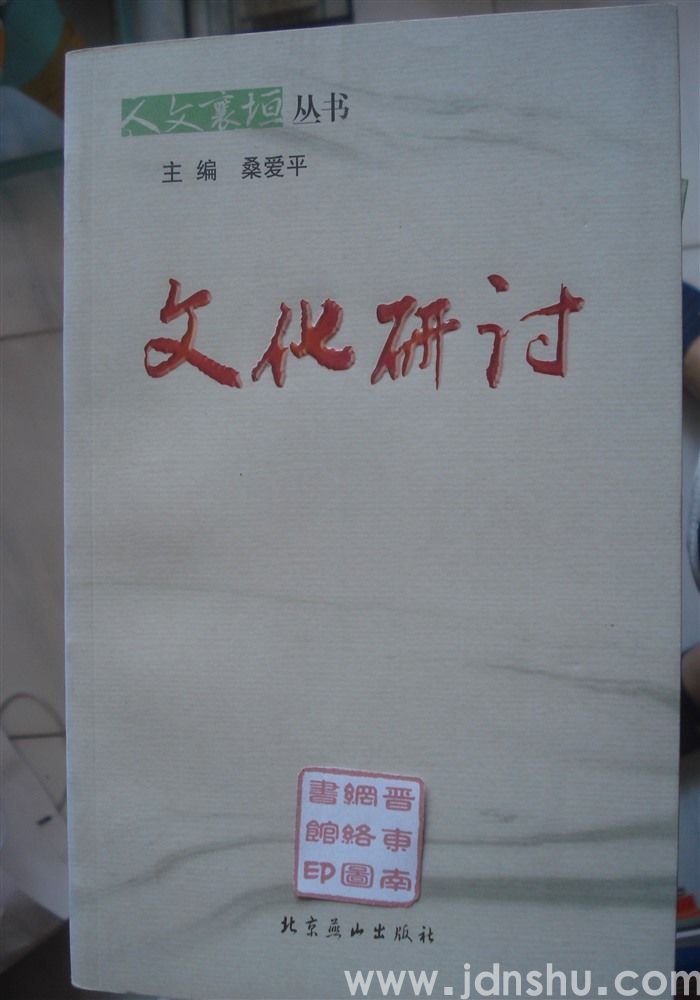 人文襄垣丛书
主编 桑爱平
文化研讨
晋东南
網絡圖
書館印
北京燕山出版社
www.jdnshu.com